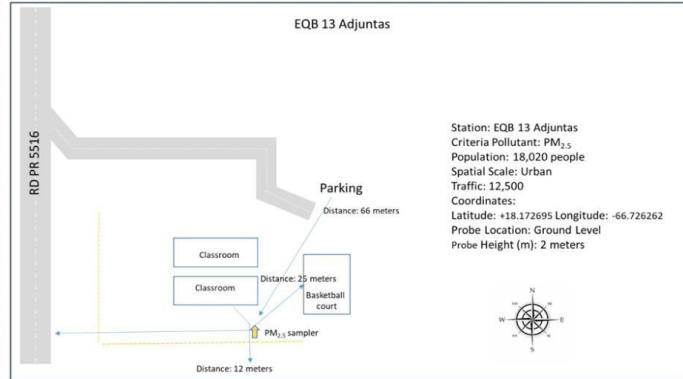 EQB 13 Adjuntas
RD PR 5516
Station: EQB 13 Adjuntas
Criteria Pollutant: PM2.5
Population: 18,020 people
Spatial Scale: Urban
Traffic: 12,500
Coordinates:
Latitude: +18.172695 Longitude: -66.726262
Probe Location: Ground Level
Probe Height (m): 2 meters
Parking
Distance: 66 meters
Classroom
Distance: 25 meters
Classroom
Basketball
court
PM2.5 sampler
Distance: 12 meters
N
W
E
S